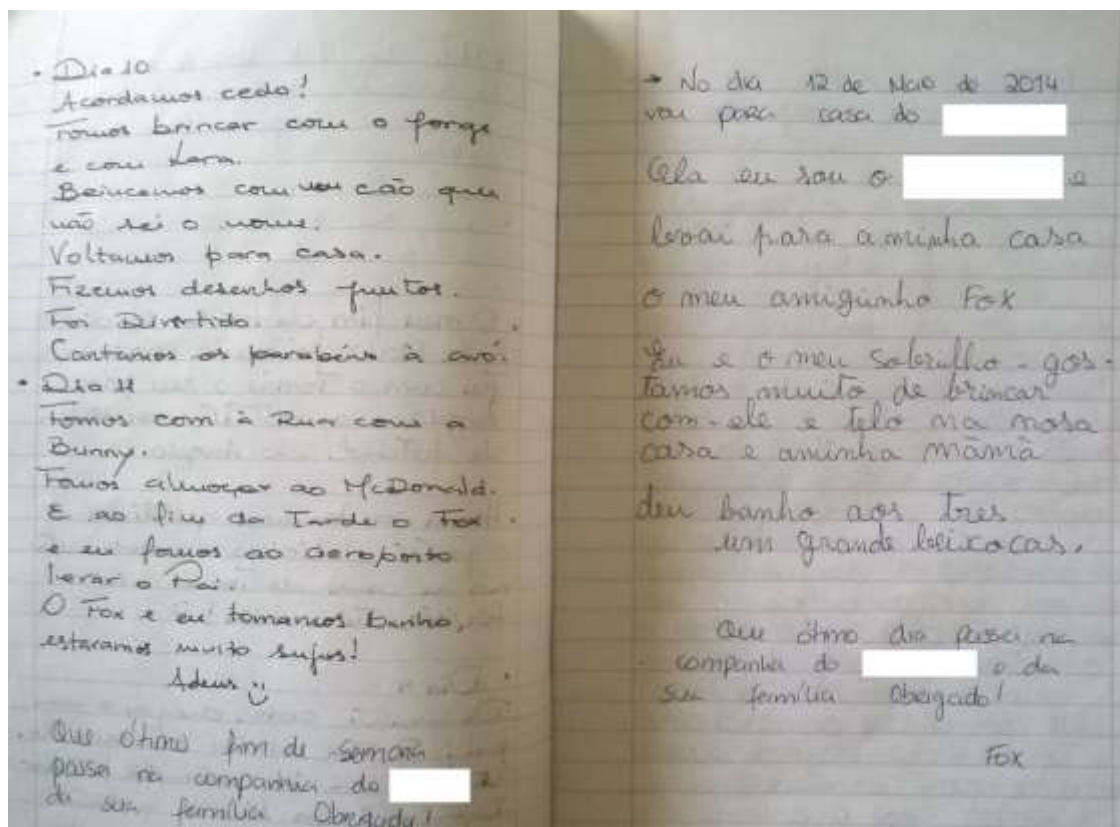 • Dia 10
Acordamos cedo!
Fomos brincar com o Jorge
e com Lara.
Brincamos com um cão que
não sei o nome.
Voltamos para casa.
Fizemos desenhos juntos.
Foi Divertido.
Cantamos os parabéns à avó.
• Dia 11
Fomos com à Rua com a
Bunny.
Fomos almoçar ao McDonald.
E ao fim da Tarde o Fox
e eu fomos ao aeroporto
levar o Pai.
O Fox e eu tomamos banho,
estavamos muito sujos!
Adeus
Que ótimo fim de semana
passei na companhia do
da sua família Obrigada!
→ No dia 12 de Maio de 2014
vou para casa do
Ola eu sou o e
levai para aminha casa
o meu amiguinho Fox
Eu e o meu sobrilho - gos-
tamos muito de brincar
com-ele e telo na nosa
casa e aminha mamã
deu banho aos tres
um grande beixocas.
Que ótimo dia passei na
companhia do e da
sua família Obrigado!
Fox